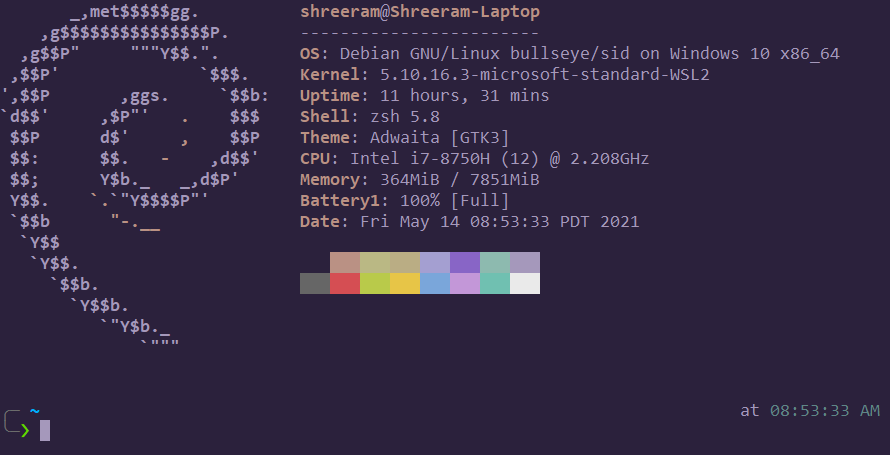 _,met$$$$$gg.
    ,g$$$$$$$$$$$$$$$P.
  ,g$$P"     """Y$$.".
 ,$$P'              `$$$.
',$$P       ,ggs.     `$$b:
`d$$'     ,$P"'   .    $$$
 $$P      d$'     ,    $$P
 $$:      $$.   -    ,d$$'
 $$;      Y$b._   _,d$P'
 Y$$.    `.`"Y$$$$P"'
 `$$b      "-.__
  `Y$$
   `Y$$.
     `$$b.
       `Y$$b.
          `"Y$b._
              `"""
shreeram@Shreeram-Laptop
------------------------
OS: Debian GNU/Linux bullseye/sid on Windows 10 x86_64
Kernel: 5.10.16.3-microsoft-standard-WSL2
Uptime: 11 hours, 31 mins
Shell: zsh 5.8
Theme: Adwaita [GTK3]
CPU: Intel i7-8750H (12) @ 2.208GHz
Memory: 364MiB / 7851MiB
Battery1: 100% [Full]
Date: Fri May 14 08:53:33 PDT 2021
╭─ ~ at 08:53:33 AM
╰─❯